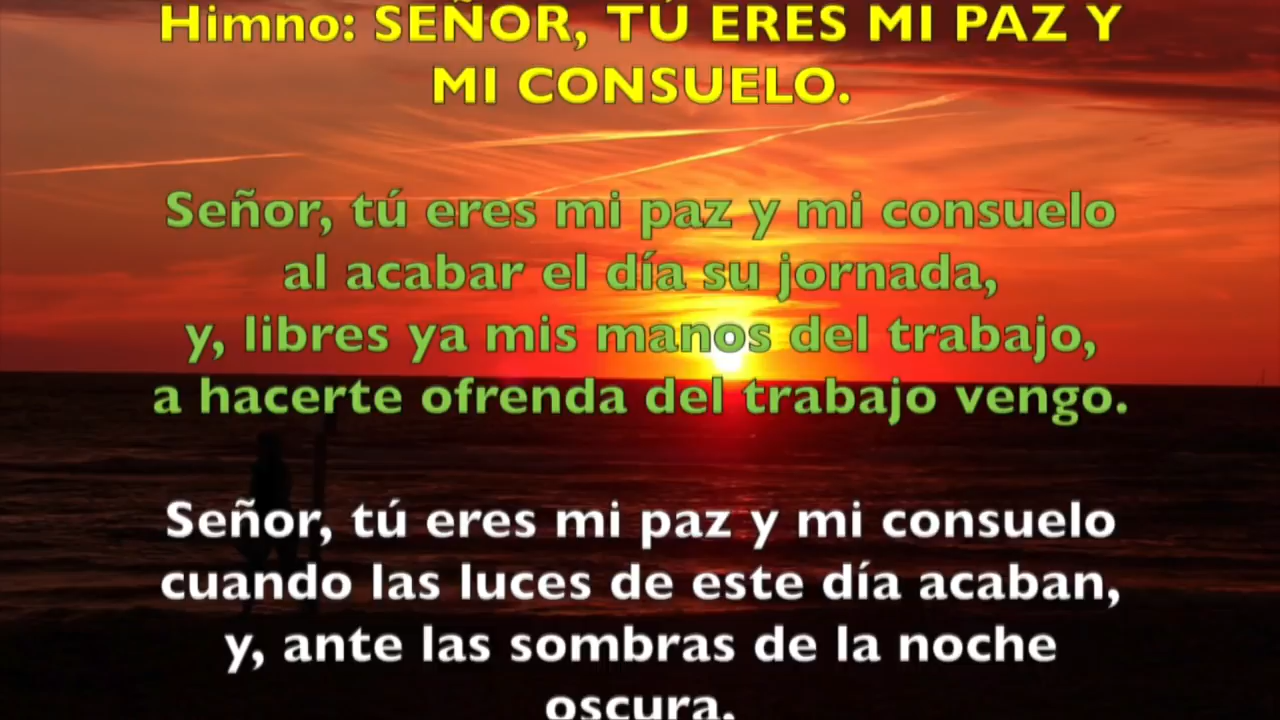 Himno: SEÑOR, TÚ ERES MI PAZ Y
MI CONSUELO.
Señor, tú eres mi paz y mi consuelo
al acabar el día su jornada,
y, libres ya mis manos del trabajo,
a hacerte ofrenda del trabajo vengo.
Señor, tú eres mi paz y mi consuelo
cuando las luces de este día acaban,
y, ante las sombras de la noche
oscura,